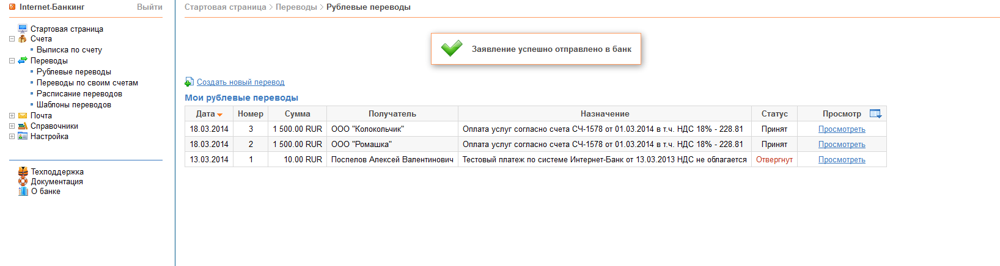 Internet-Банкинг Выйти
Стартовая страница
Счета
Выписка по счету
Переводы
Рублевые переводы
Переводы по своим счетам
Расписание переводов
Шаблоны переводов
Почта
Справочники
Настройка
Техподдержка
Документация
О банке
Стартовая страница > Переводы > Рублевые переводы
Заявление успешно отправлено в банк
Создать новый перевод
Мои рублевые переводы
Дата Номер Сумма Получатель Назначение Статус Просмотр
18.03.2014 3 1 500.00 RUR ООО "Колокольчик" Оплата услуг согласно счета СЧ-1578 от 01.03.2014 в т.ч. НДС 18% - 228.81 Принят Просмотреть
18.03.2014 2 1 500.00 RUR ООО "Ромашка" Оплата услуг согласно счета СЧ-1578 от 01.03.2014 в т.ч. НДС 18% - 228.81 Принят Просмотреть
13.03.2014 1 10.00 RUR Поспелов Алексей Валентинович Тестовый платеж по системе Интернет-Банк от 13.03.2013 НДС не облагается Отвергнут Просмотреть